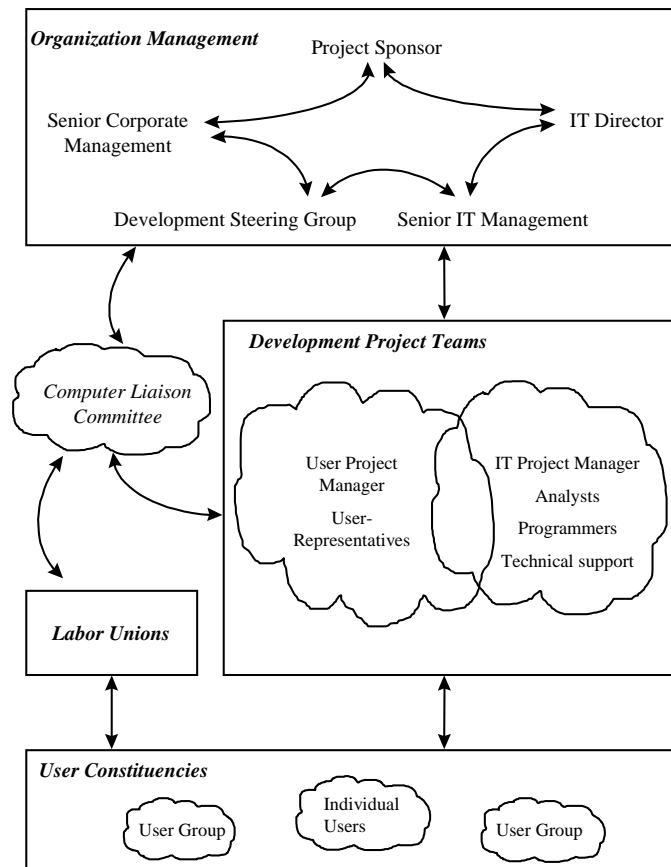 Organization Management
Project Sponsor
Senior Corporate
Management
IT Director
Development Steering Group
Senior IT Management
Development Project Teams
Computer Liaison
Committee
User Project
Manager
User-
Representatives
IT Project Manager
Analysts
Programmers
Technical support
Labor Unions
User Constituencies
User Group
Individual
Users
User Group